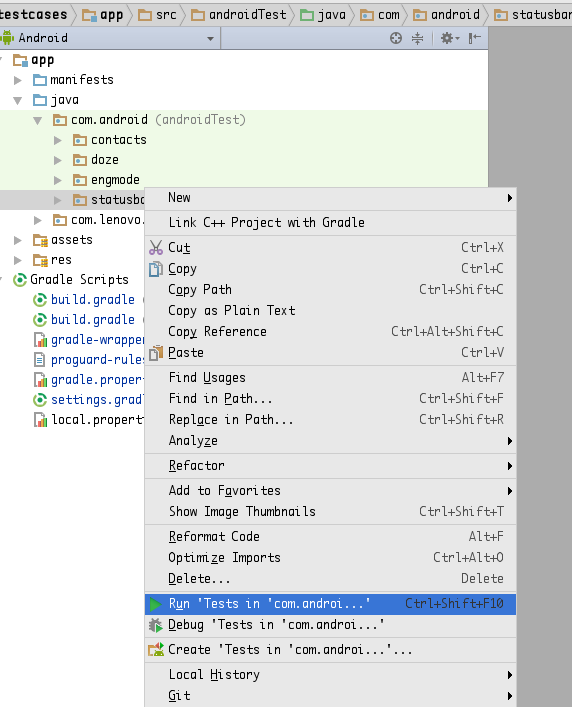 testcases app src androidTest java com android statusbar
Android
app
manifests
java
com.android (androidTest)
contacts
doze
engmode
statusba
com.lenovo.
assets
res
Gradle Scripts
build.gradle (
build.gradle (
gradle-wrappe
proguard-rule
gradle.proper
settings.grad
local.propert
New
Link C++ Project with Gradle
Cut Ctrl+X
Copy Ctrl+C
Copy Path Ctrl+Shift+C
Copy as Plain Text
Copy Reference Ctrl+Alt+Shift+C
Paste Ctrl+V
Find Usages Alt+F7
Find in Path... Ctrl+Shift+F
Replace in Path... Ctrl+Shift+R
Analyze
Refactor
Add to Favorites
Show Image Thumbnails Ctrl+Shift+T
Reformat Code Alt+F
Optimize Imports Ctrl+Alt+O
Delete... Delete
Run 'Tests in 'com.androi...' Ctrl+Shift+F10
Debug 'Tests in 'com.androi...'
Create 'Tests in 'com.androi...'...
Local History
Git